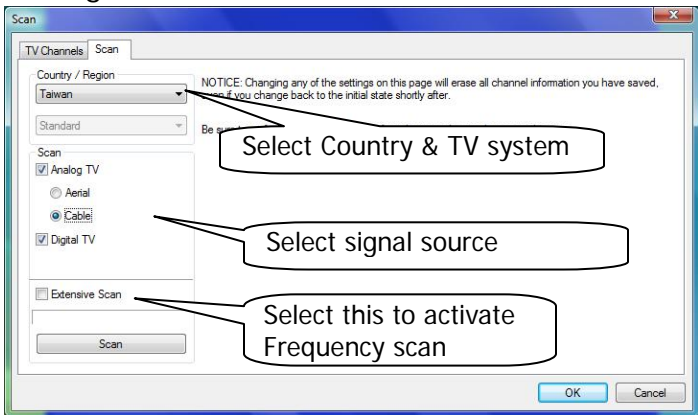 Scan
TV Channels Scan
Country / Region
Taiwan
Standard
NOTICE: Changing any of the settings on this page will erase all channel information you have saved,
if you change back to the initial state shortly after.
Be
Select Country & TV system
Scan
Analog TV
Aerial
Cable
Digital TV
Select signal source
Extensive Scan
Select this to activate
Frequency scan
Scan
OK Cancel